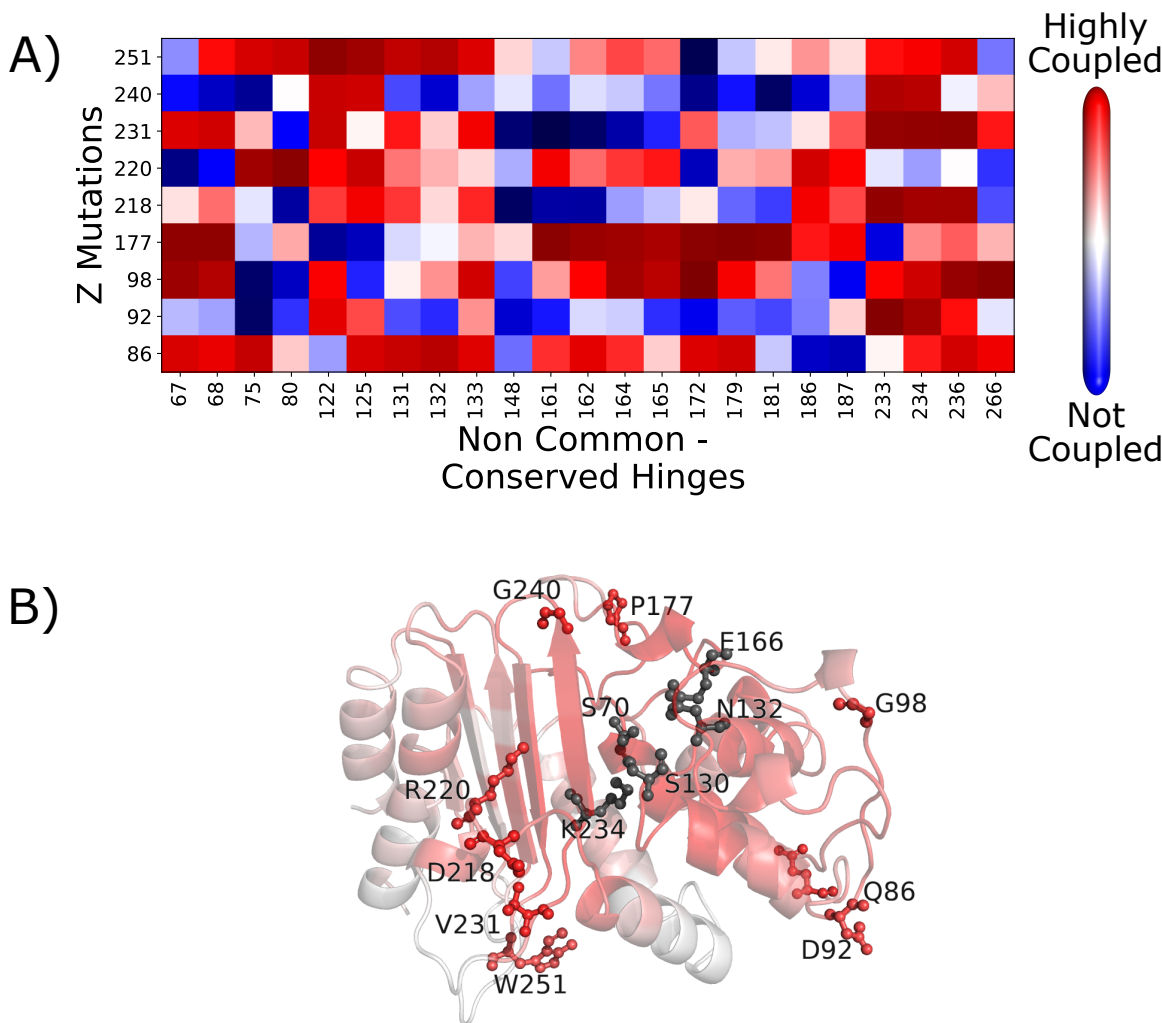 A)
Z Mutations
251
240
231
220
218
177
98
92
86
67 68 75 80 122 125 131 132 133 148 161 162 164 165 172 179 181 186 187 233 234 236 266
Non Common -
Conserved Hinges
Highly
Coupled
Not
Coupled
B)
G240
P177
E166
S70
N132
G98
R220
S130
K234
D218
Q86
V231
D92
W251